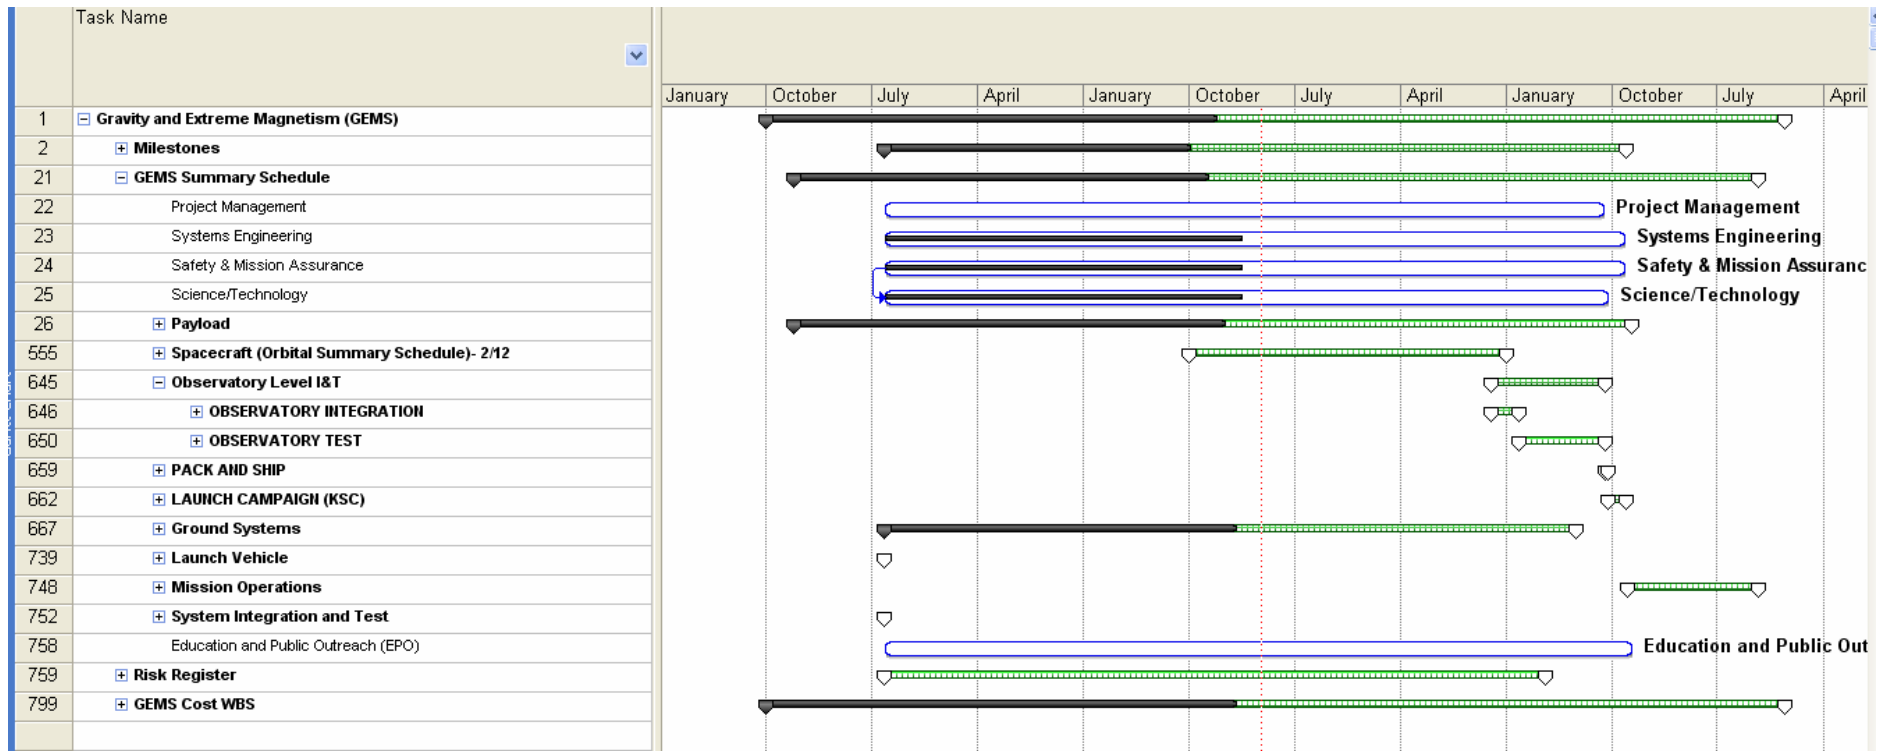 Task Name
January October July April January October July April January October July April
1 Gravity and Extreme Magnetism (GEMS)
2 Milestones
21 GEMS Summary Schedule
22 Project Management Project Management
23 Systems Engineering Systems Engineering
24 Safety & Mission Assurance Safety & Mission Assuranc
25 Science/Technology Science/Technology
26 Payload
555 Spacecraft (Orbital Summary Schedule)- 2/12
645 Observatory Level I&T
646 OBSERVATORY INTEGRATION
650 OBSERVATORY TEST
659 PACK AND SHIP
662 LAUNCH CAMPAIGN (KSC)
667 Ground Systems
739 Launch Vehicle
748 Mission Operations
752 System Integration and Test
758 Education and Public Outreach (EPO) Education and Public Out
759 Risk Register
799 GEMS Cost WBS